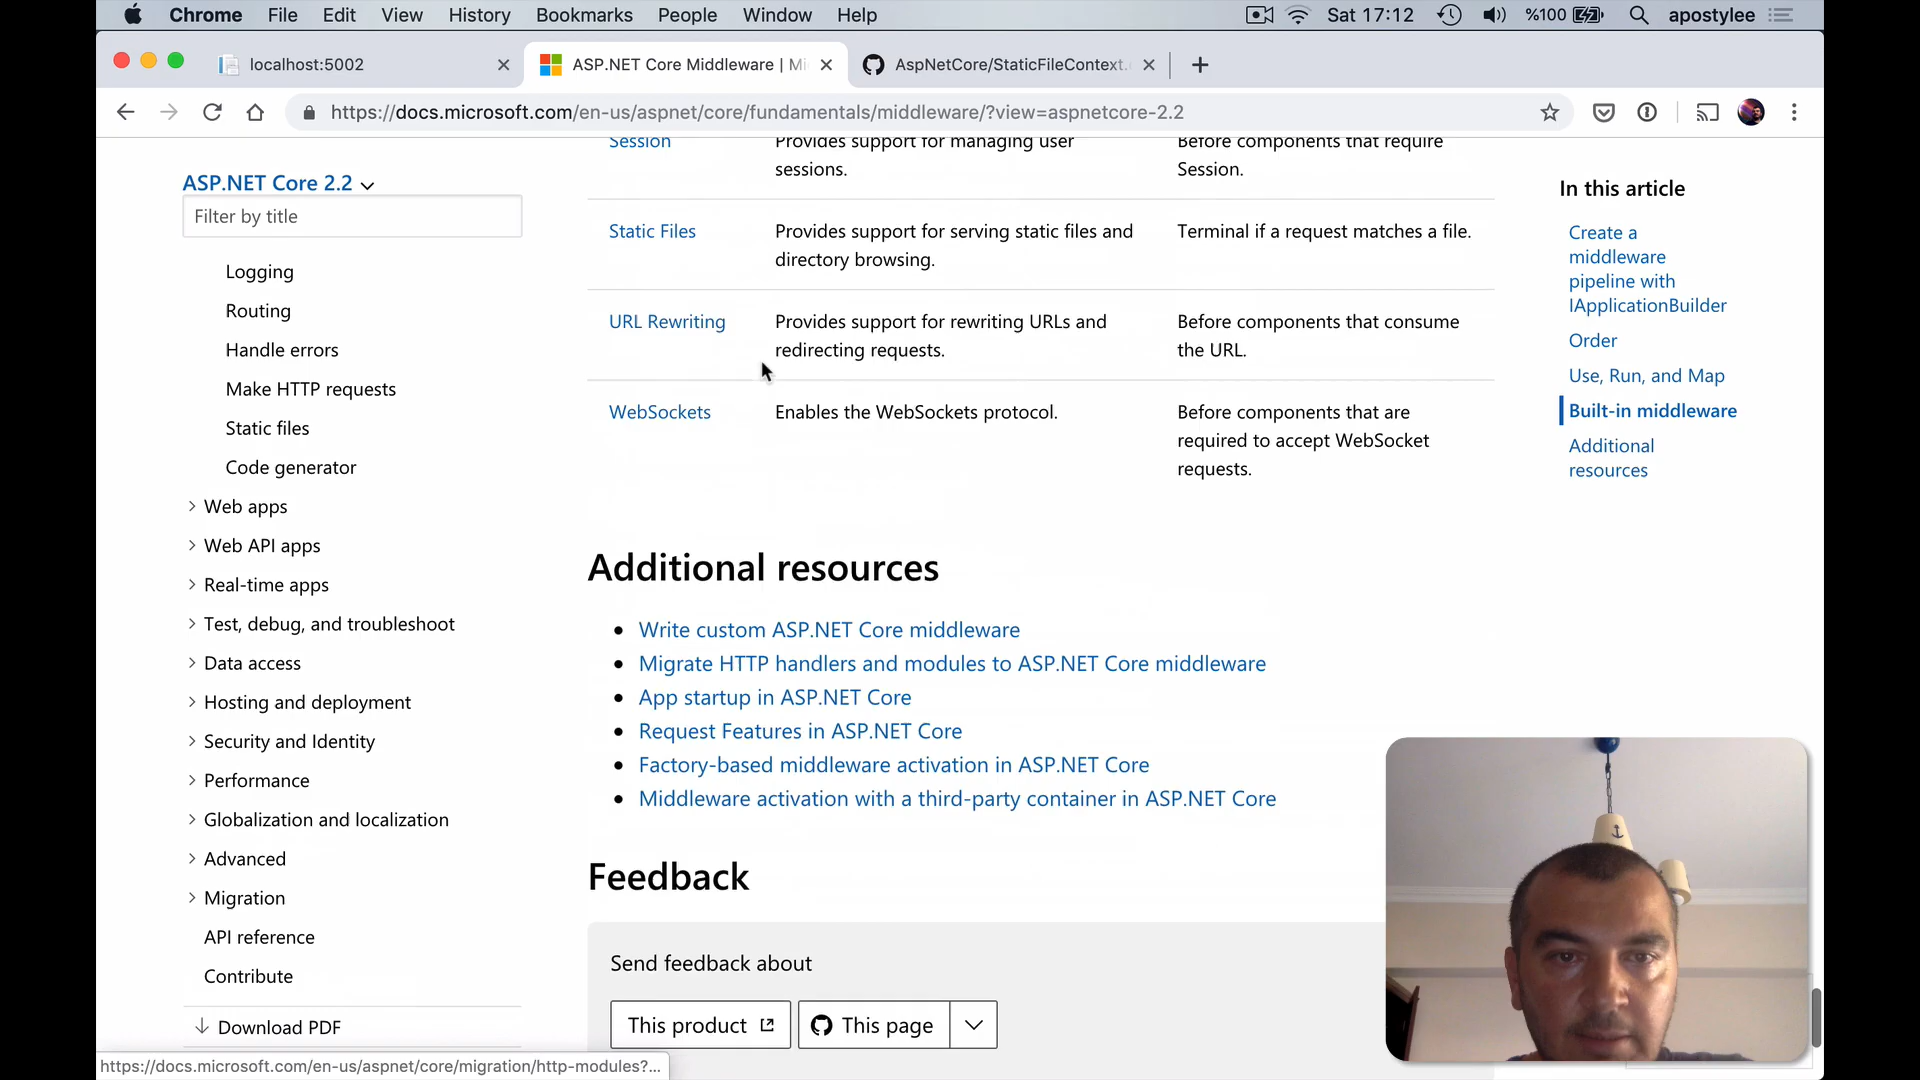 Chrome File Edit View History Bookmarks People Window Help Sat 17:12 %100 apostylee
localhost:5002 ASP.NET Core Middleware | Mi AspNetCore/StaticFileContext.
https://docs.microsoft.com/en-us/aspnet/core/fundamentals/middleware/?view=aspnetcore-2.2
ASP.NET Core 2.2
Filter by title
Logging
Routing
Handle errors
Make HTTP requests
Static files
Code generator
Web apps
Web API apps
Real-time apps
Test, debug, and troubleshoot
Data access
Hosting and deployment
Security and Identity
Performance
Globalization and localization
Advanced
Migration
API reference
Contribute
Download PDF
Session Provides support for managing user Before components that require
sessions. Session.
Static Files Provides support for serving static files and Terminal if a request matches a file.
directory browsing.
URL Rewriting Provides support for rewriting URLs and Before components that consume
redirecting requests. the URL.
WebSockets Enables the WebSockets protocol. Before components that are
required to accept WebSocket
requests.
Additional resources
Write custom ASP.NET Core middleware
Migrate HTTP handlers and modules to ASP.NET Core middleware
App startup in ASP.NET Core
Request Features in ASP.NET Core
Factory-based middleware activation in ASP.NET Core
Middleware activation with a third-party container in ASP.NET Core
Feedback
Send feedback about
This product This page
In this article
Create a
middleware
pipeline with
IApplicationBuilder
Order
Use, Run, and Map
Built-in middleware
Additional
resources
https://docs.microsoft.com/en-us/aspnet/core/migration/http-modules?...